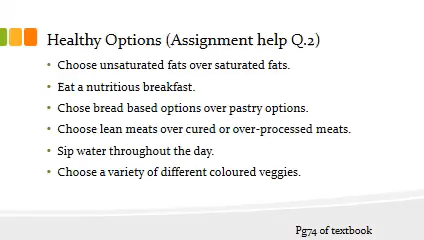 Healthy Options (Assignment help Q.2)
• Choose unsaturated fats over saturated fats.
• Eat a nutritious breakfast.
• Chose bread based options over pastry options.
• Choose lean meats over cured or over-processed meats.
• Sip water throughout the day.
• Choose a variety of different coloured veggies.
Pg74 of textbook